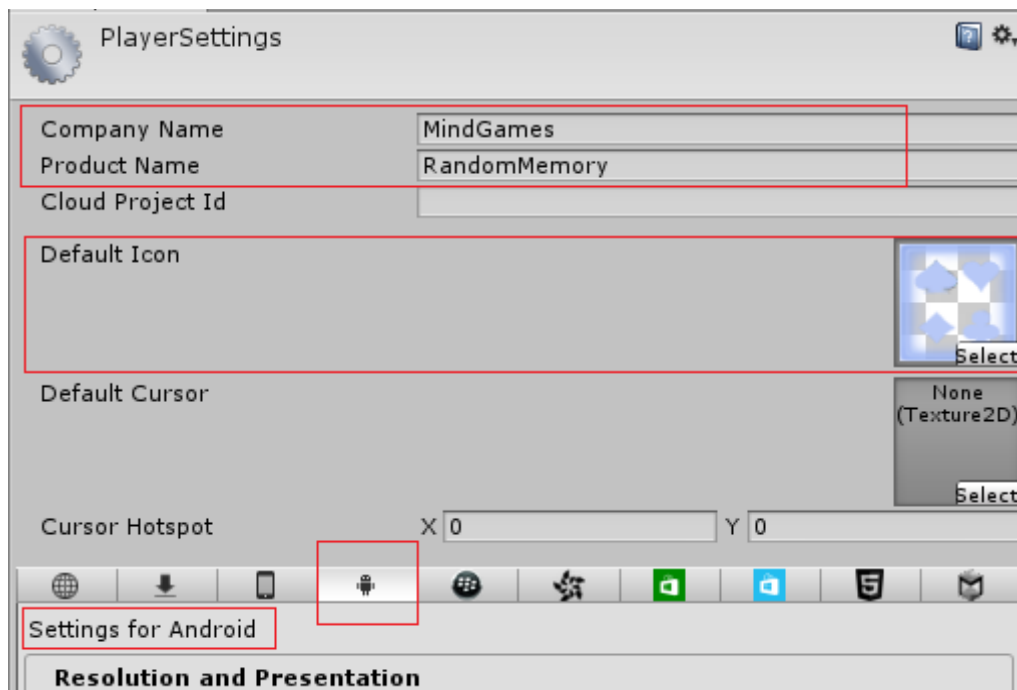 PlayerSettings
Company Name MindGames
Product Name RandomMemory
Cloud Project Id
Default Icon
Select
Default Cursor None
(Texture2D)
Select
Cursor Hotspot X 0 Y 0
Settings for Android
Resolution and Presentation